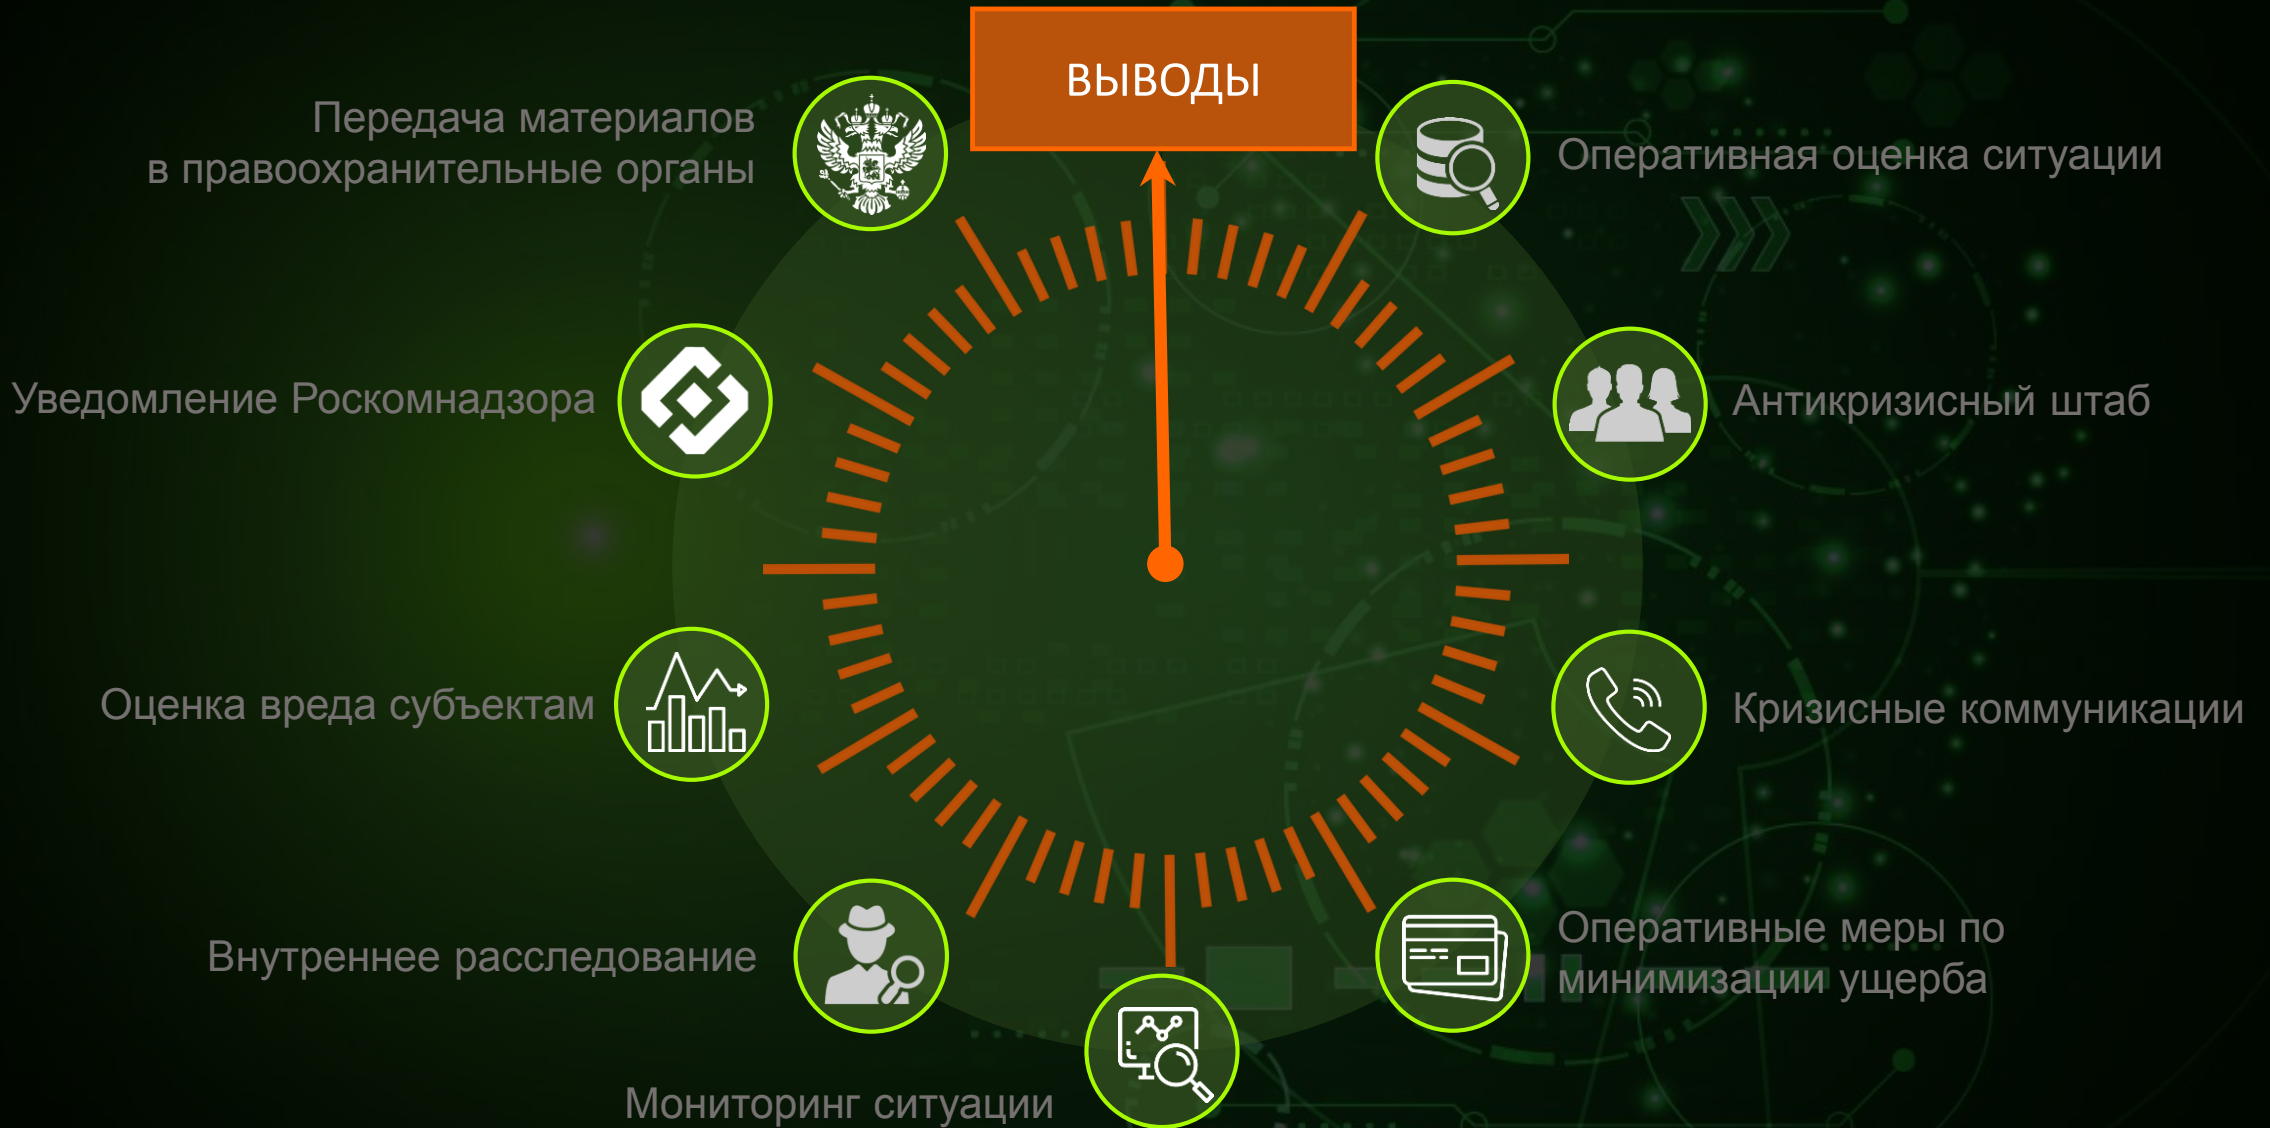 ВЫВОДЫ
Оперативная оценка ситуации
Антикризисный штаб
Кризисные коммуникации
Оперативные меры по
минимизации ущерба
Мониторинг ситуации
Внутреннее расследование
Оценка вреда субъектам
Уведомление Роскомнадзора
Передача материалов
в правоохранительные органы